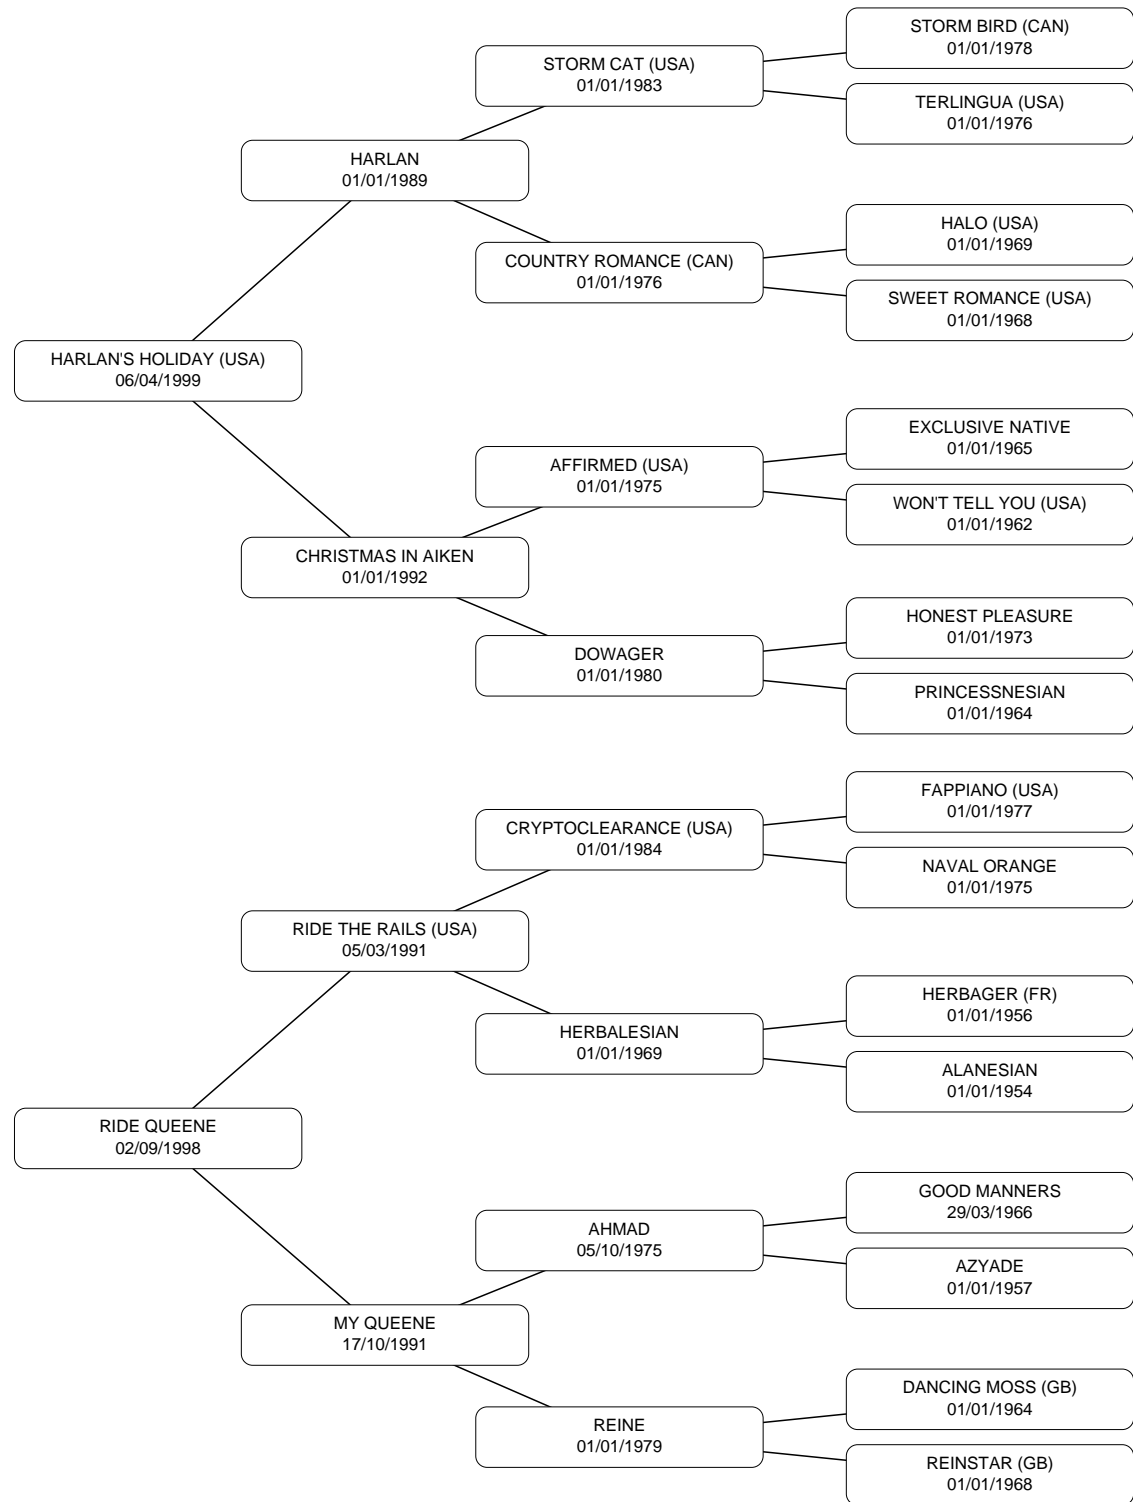 STORM BIRD (CAN)
01/01/1978
STORM CAT (USA)
01/01/1983
TERLINGUA (USA)
01/01/1976
HARLAN
01/01/1989
HALO (USA)
01/01/1969
COUNTRY ROMANCE (CAN)
01/01/1976
SWEET ROMANCE (USA)
01/01/1968
HARLAN'S HOLIDAY (USA)
06/04/1999
EXCLUSIVE NATIVE
01/01/1965
AFFIRMED (USA)
01/01/1975
WON'T TELL YOU (USA)
01/01/1962
CHRISTMAS IN AIKEN
01/01/1992
HONEST PLEASURE
01/01/1973
DOWAGER
01/01/1980
PRINCESSNESIAN
01/01/1964
FAPPIANO (USA)
01/01/1977
CRYPTOCLEARANCE (USA)
01/01/1984
NAVAL ORANGE
01/01/1975
RIDE THE RAILS (USA)
05/03/1991
HERBAGER (FR)
01/01/1956
HERBALESIAN
01/01/1969
ALANESIAN
01/01/1954
RIDE QUEENE
02/09/1998
GOOD MANNERS
29/03/1966
AHMAD
05/10/1975
AZYADE
01/01/1957
MY QUEENE
17/10/1991
DANCING MOSS (GB)
01/01/1964
REINE
01/01/1979
REINSTAR (GB)
01/01/1968